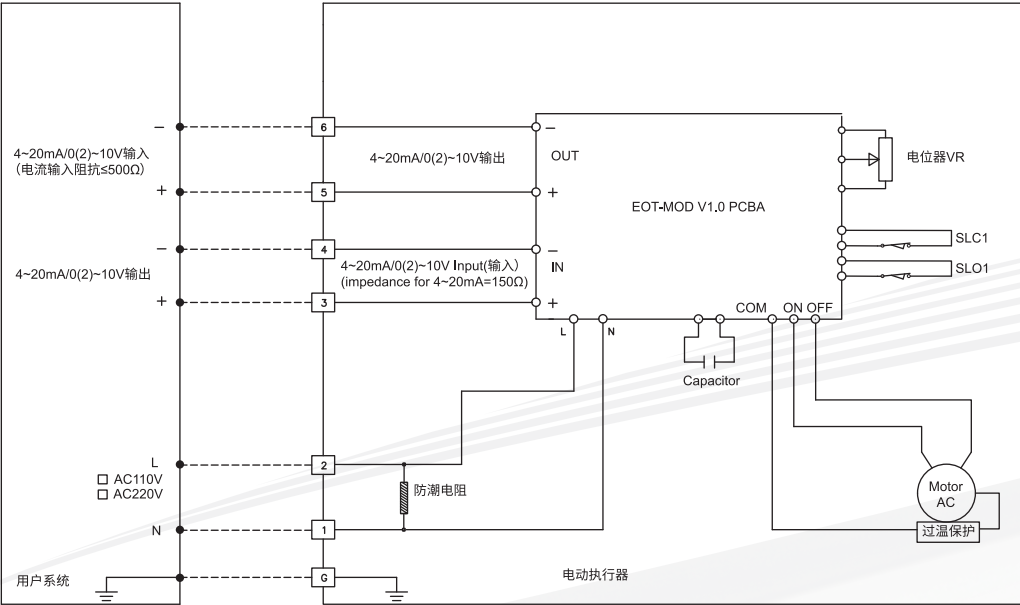 −
6
−
4~20mA/0(2)~10V输入
(电流输入阻抗≤500Ω)
4~20mA/0(2)~10V输出
OUT
电位器VR
+
5
+
EOT-MOD V1.0 PCBA
−
4
−
SLC1
4~20mA/0(2)~10V输出
4~20mA/0(2)~10V Input(输入)
(impedance for 4~20mA=150Ω)
IN
SLO1
+
3
+
COM ON OFF
−
L
N
Capacitor
L
2
□ AC110V
□ AC220V
防潮电阻
Motor
AC
N
1
过温保护
用户系统
G
电动执行器